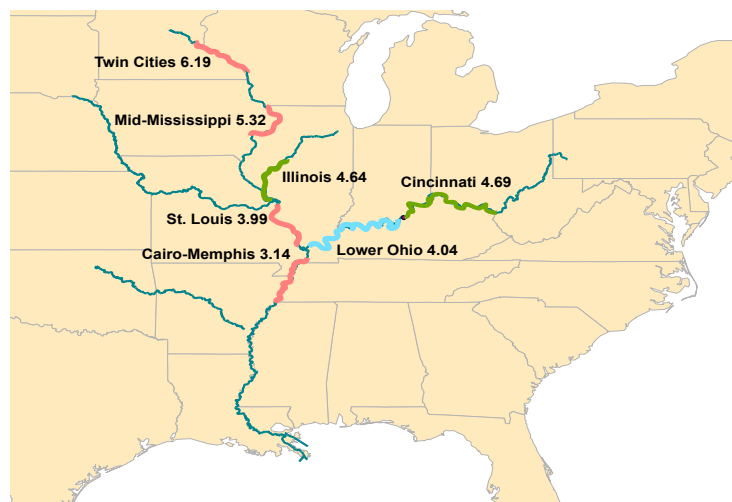 Twin Cities 6.19
Mid-Mississippi 5.32
Illinois 4.64
Cincinnati 4.69
St. Louis 3.99
Cairo-Memphis 3.14
Lower Ohio 4.04